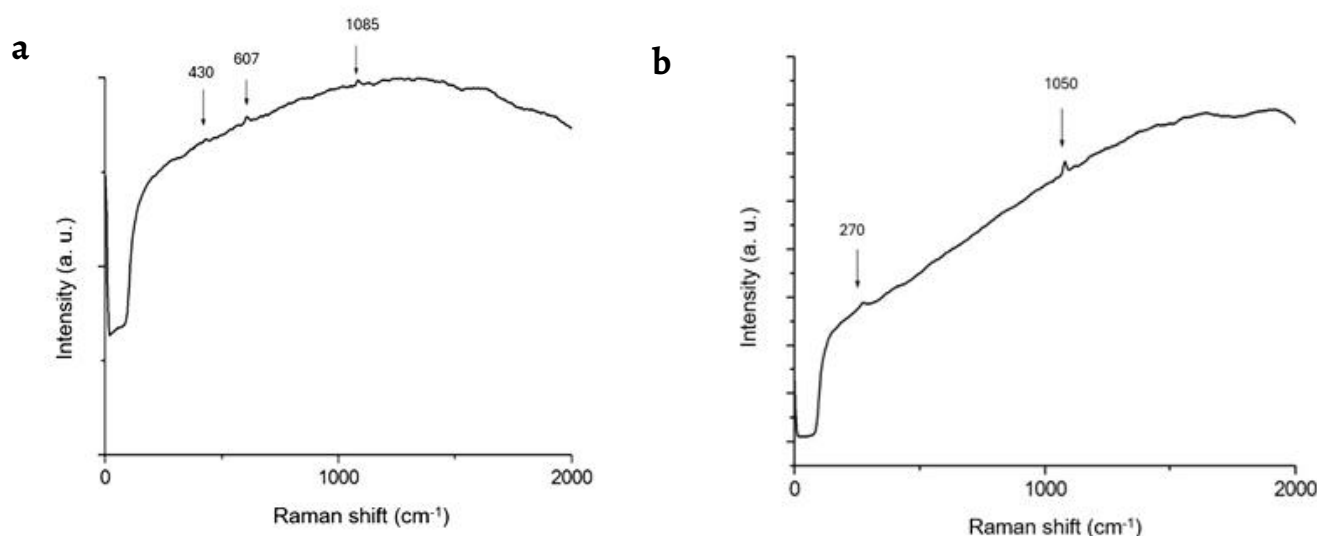 a
430
607
1085
Intensity (a. u.)
0
1000
2000
Raman shift (cm⁻¹)
b
270
1050
Intensity (a. u.)
0
1000
2000
Raman shift (cm⁻¹)